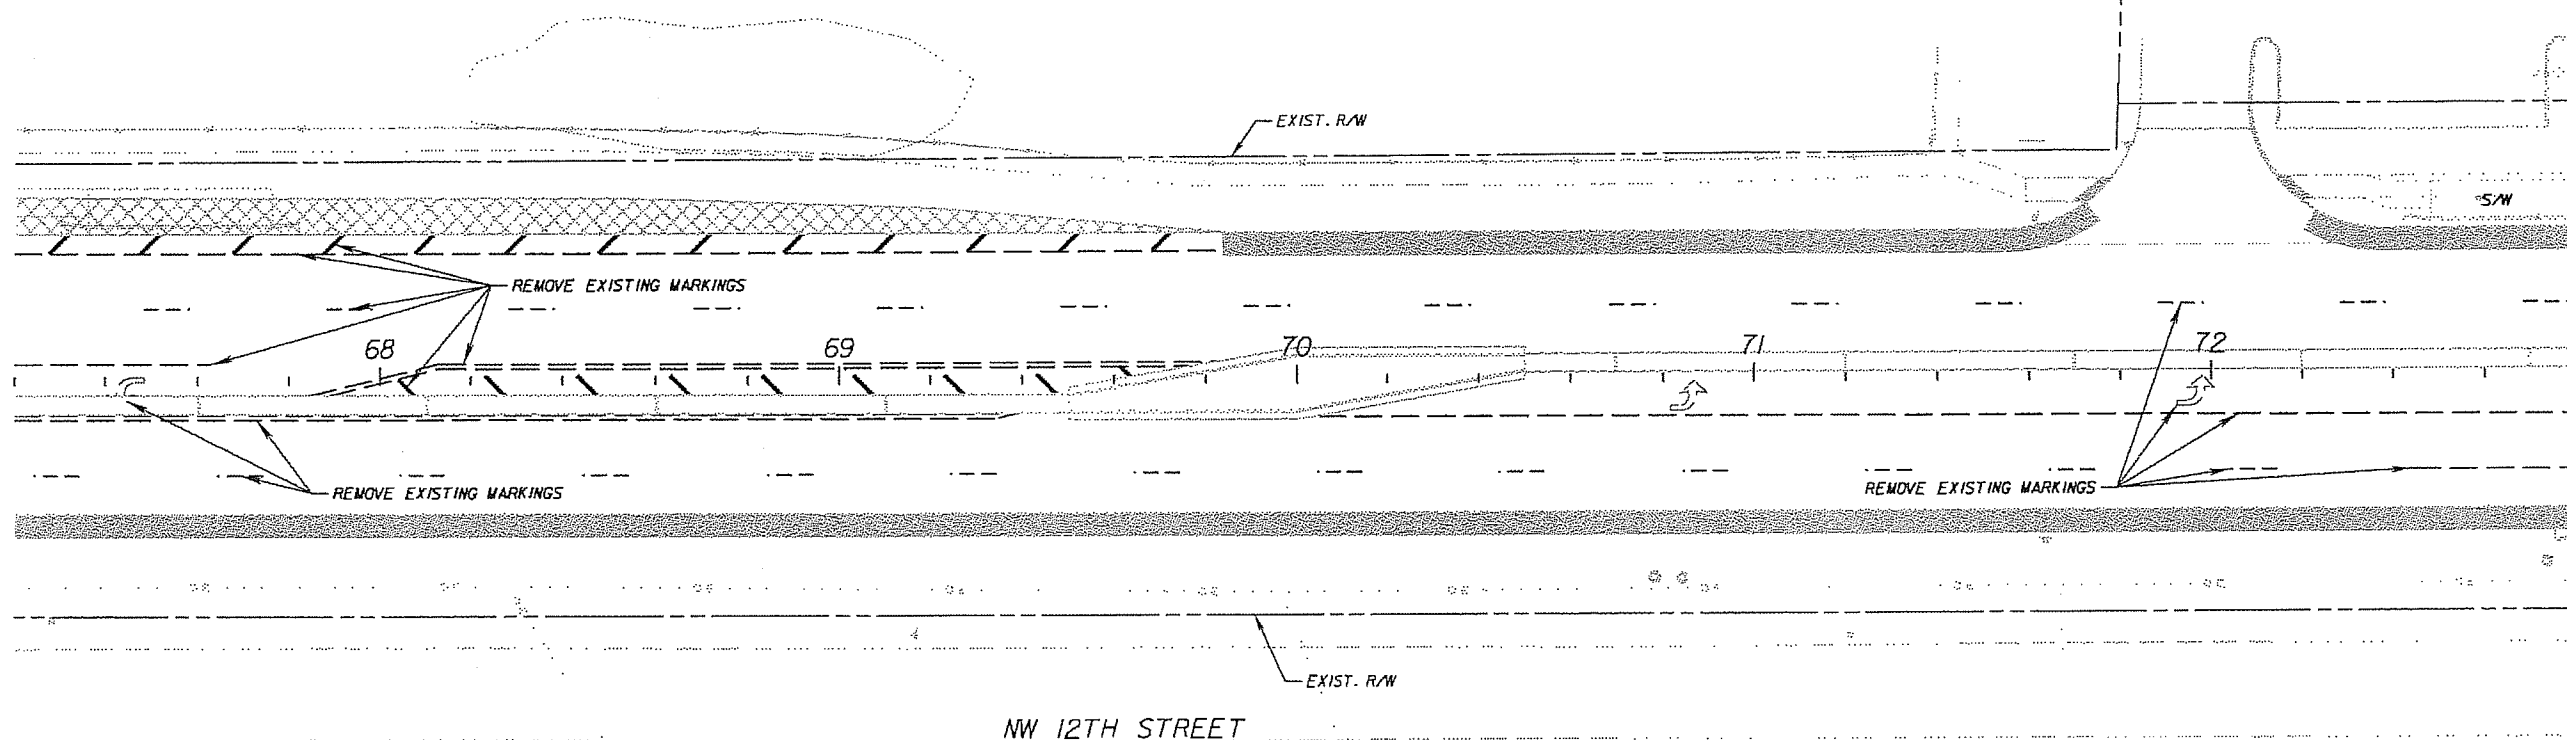 EXIST. R/W
S/W
REMOVE EXISTING MARKINGS
68
69
70
71
72
REMOVE EXISTING MARKINGS
REMOVE EXISTING MARKINGS
EXIST. R/W
NW 12TH STREET